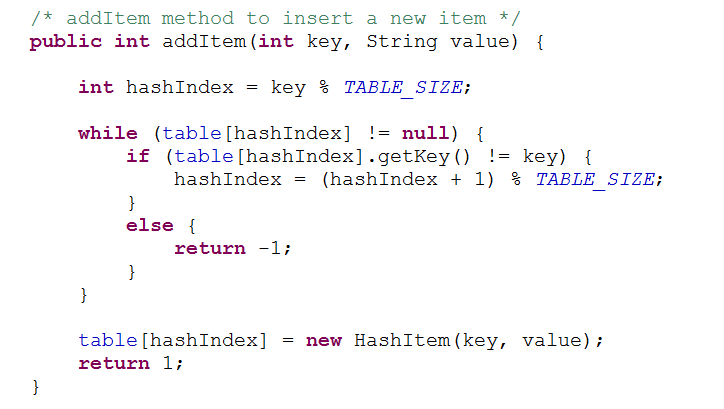 /* addItem method to insert a new item */
public int addItem(int key, String value) {
int hashIndex = key % TABLE_SIZE;
while (table[hashIndex] != null) {
if (table[hashIndex].getKey() != key) {
hashIndex = (hashIndex + 1) % TABLE_SIZE;
}
else {
return -1;
}
}
table[hashIndex] = new HashItem(key, value);
return 1;
}